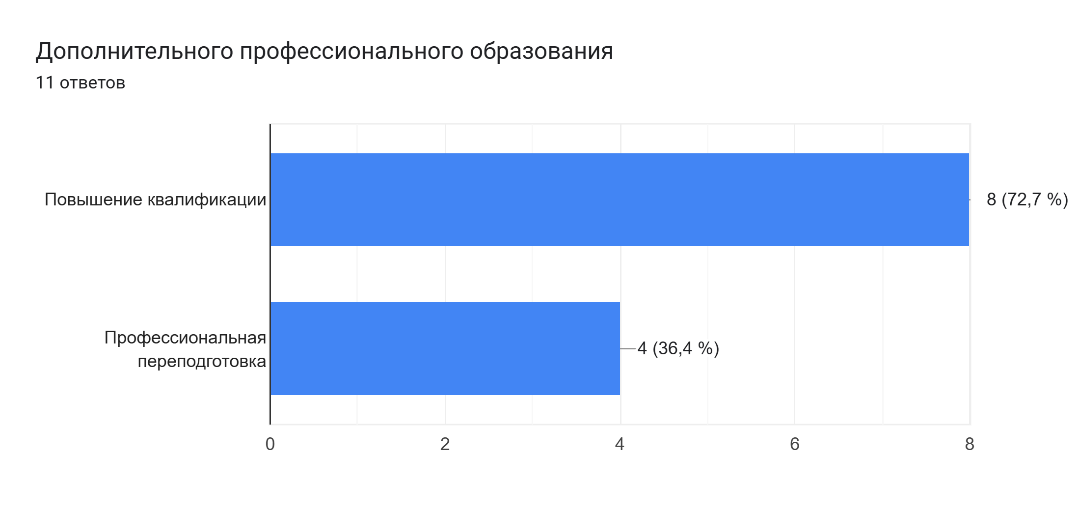 Дополнительного профессионального образования
11 ответов
Повышение квалификации
8 (72,7 %)
Профессиональная
переподготовка
4 (36,4 %)
0
2
4
6
8